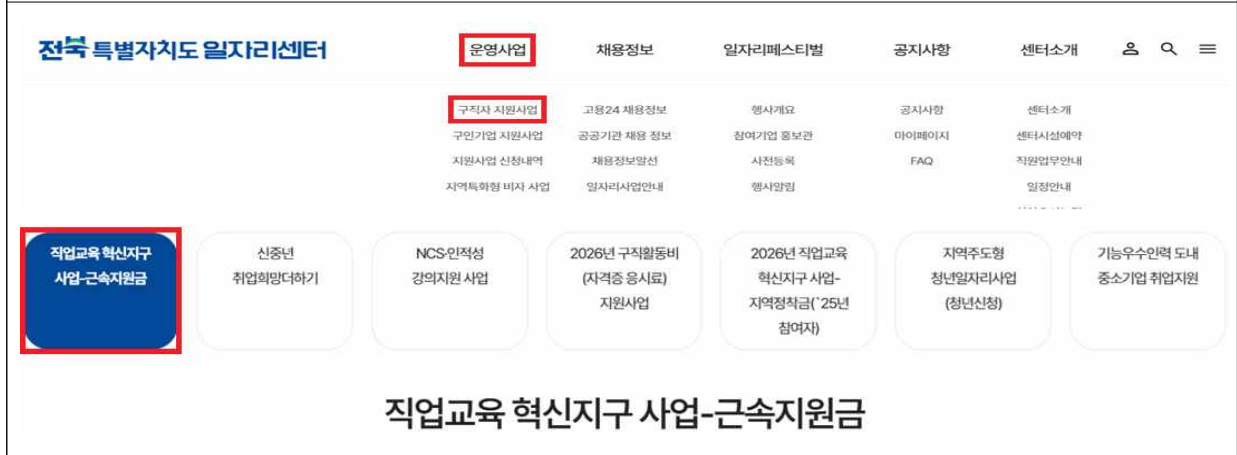 전북특별자치도 일자리센터
운영사업 채용정보 일자리페스티벌 공지사항 센터소개
구직자 지원사업 고용24 채용정보 행사개요 공지사항 센터소개
구인기업 지원사업 공공기관 채용 정보 참여기업 홍보관 마이페이지 센터시설예약
지원사업 신청내역 채용정보알선 사전등록 FAQ 직원업무안내
지역특화형 비자 사업 일자리사업안내 행사알림 일정안내
직업교육 혁신지구
사업-근속지원금
신중년
취업희망더하기
NCS·인적성
강의지원 사업
2026년 구직활동비
(자격증 응시료)
지원사업
2026년 직업교육
혁신지구 사업-
지역정착금(`25년
참여자)
지역주도형
청년일자리사업
(청년신청)
기능우수인력 도내
중소기업 취업지원
직업교육 혁신지구 사업-근속지원금